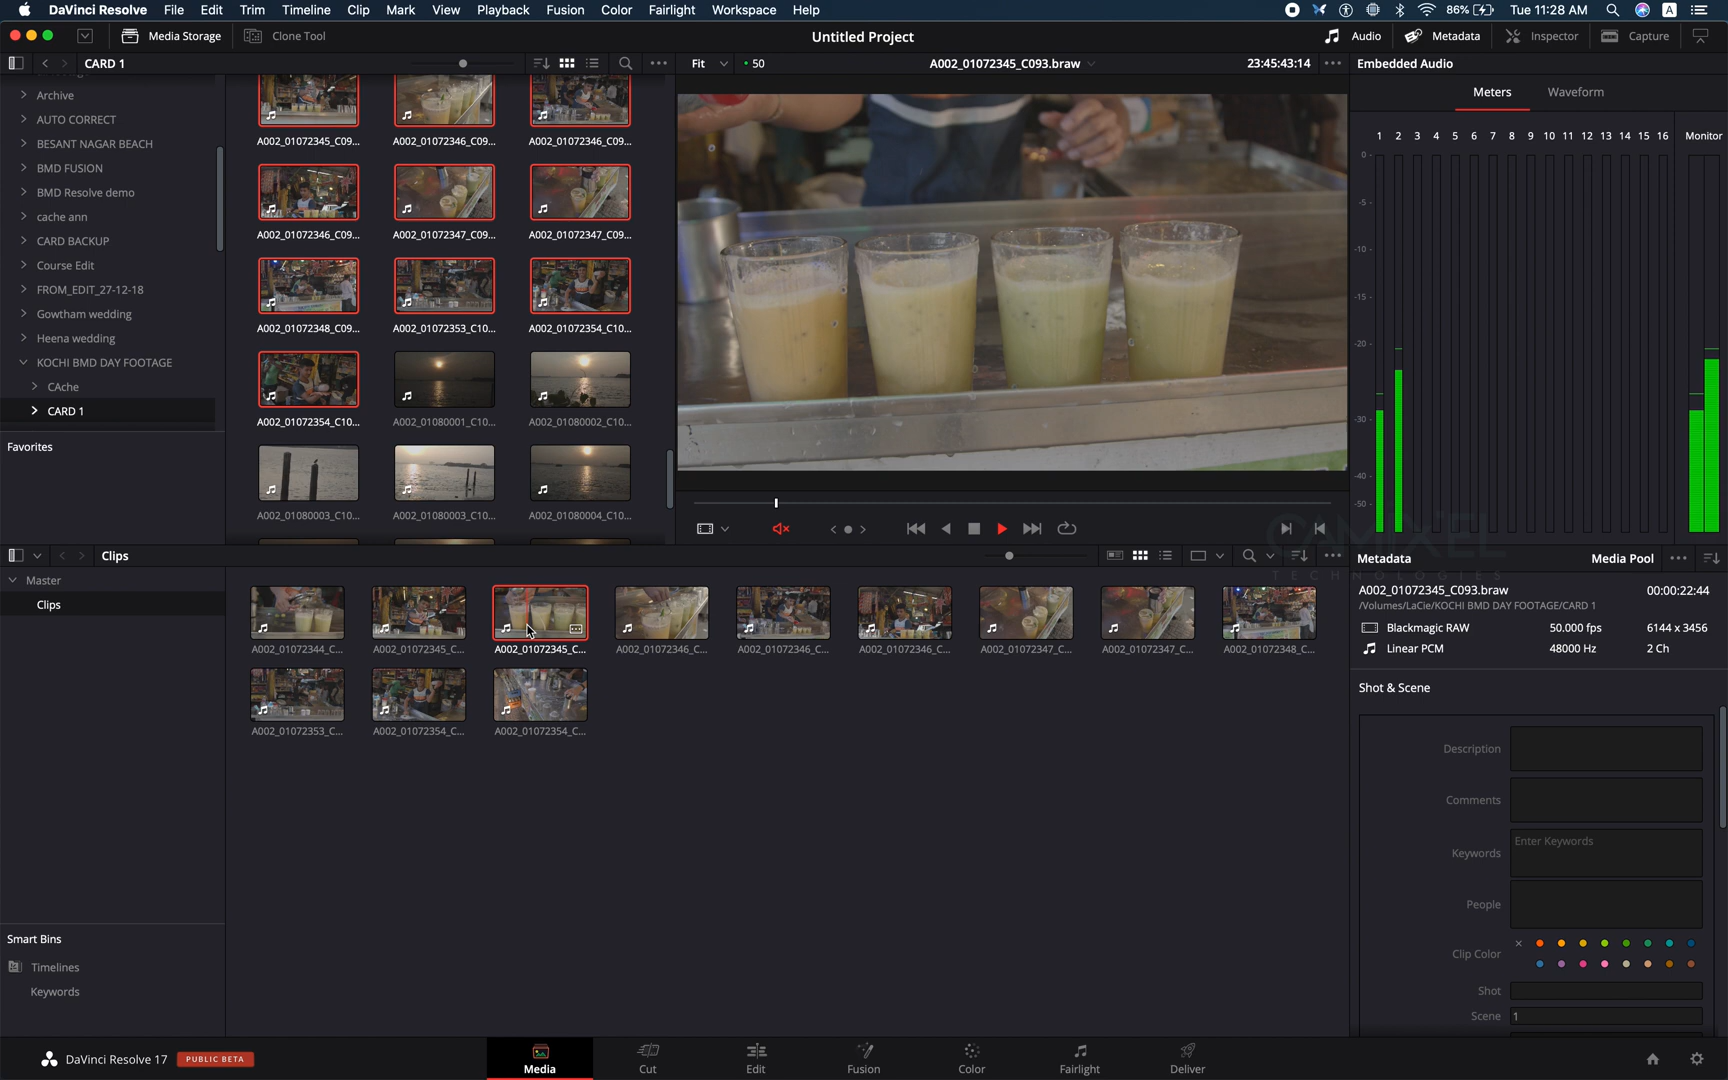 DaVinci Resolve File Edit Trim Timeline Clip Mark View Playback Fusion Color Fairlight Workspace Help 86% Tue 11:28 AM A
Media Storage Clone Tool Untitled Project Audio Metadata Inspector Capture
CARD 1 Fit 50 A002_01072345_C093.braw 23:45:43:14 Embedded Audio
Meters Waveform
1 2 3 4 5 6 7 8 9 10 11 12 13 14 15 16 Monitor
0
-5
-10
-15
-20
-30
-40
-50
Archive
AUTO CORRECT
BESANT NAGAR BEACH
BMD FUSION
BMD Resolve demo
cache ann
CARD BACKUP
Course Edit
FROM_EDIT_27-12-18
Gowtham wedding
Heena wedding
KOCHI BMD DAY FOOTAGE
CAche
CARD 1
Favorites
A002_01072345_C09... A002_01072346_C09... A002_01072346_C09...
A002_01072346_C09... A002_01072347_C09... A002_01072347_C09...
A002_01072348_C09... A002_01072353_C10... A002_01072354_C10...
A002_01072354_C10... A002_01080001_C10... A002_01080002_C10...
A002_01080003_C10... A002_01080003_C10... A002_01080004_C10...
CAMIXEL
TECHNOLOGIES
Clips
Master
Clips
A002_01072344_C... A002_01072345_C... A002_01072345_C... A002_01072346_C... A002_01072346_C... A002_01072346_C... A002_01072347_C... A002_01072347_C... A002_01072348_C...
A002_01072353_C... A002_01072354_C... A002_01072354_C...
Smart Bins
Timelines
Keywords
Metadata Media Pool
A002_01072345_C093.braw 00:00:22:44
/Volumes/LaCie/KOCHI BMD DAY FOOTAGE/CARD 1
Blackmagic RAW 50.000 fps 6144 x 3456
Linear PCM 48000 Hz 2 Ch
Shot & Scene
Description
Comments
Keywords Enter Keywords
People
Clip Color
Shot
Scene 1
DaVinci Resolve 17 PUBLIC BETA
Media Cut Edit Fusion Color Fairlight Deliver